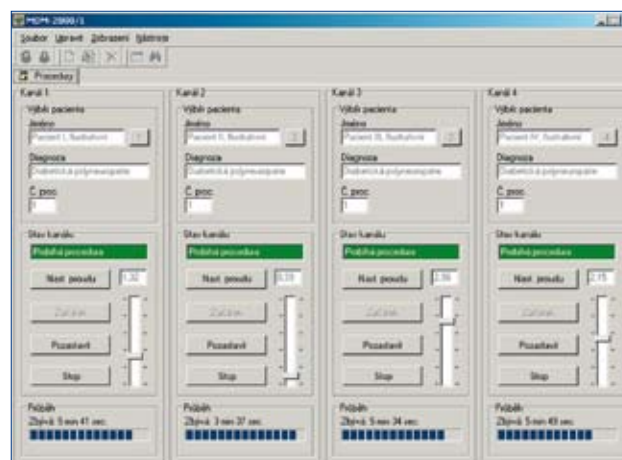 MDM-2000/1
Soubor Upravit Zobrazení Nástroje
Procedury
Kanál 1
Výběr pacienta
Jméno
Pacient I, Ilustrativní
Diagnoza
Diabetická polyneuropatie
Č. proc.
1
Stav kanálu
Probíhá procedura
Nast. proudu 1.32
Začátek
Pozastavit
Stop
Průběh
Zbývá: 5 min 41 sec.
Kanál 2
Výběr pacienta
Jméno
Pacient II, Ilustrativní
Diagnoza
Diabetická polyneuropatie
Č. proc.
1
Stav kanálu
Probíhá procedura
Nast. proudu
Začátek
Pozastavit
Stop
Průběh
Zbývá: 3 min 37 sec.
Kanál 3
Výběr pacienta
Jméno
Pacient III, Ilustrativní
Diagnoza
Diabetická polyneuropatie
Č. proc.
1
Stav kanálu
Probíhá procedura
Nast. proudu
Začátek
Pozastavit
Stop
Průběh
Zbývá: 5 min 34 sec.
Kanál 4
Výběr pacienta
Jméno
Pacient IV, Ilustrativní
Diagnoza
Diabetická polyneuropatie
Č. proc.
1
Stav kanálu
Probíhá procedura
Nast. proudu 2.15
Začátek
Pozastavit
Stop
Průběh
Zbývá: 5 min 49 sec.